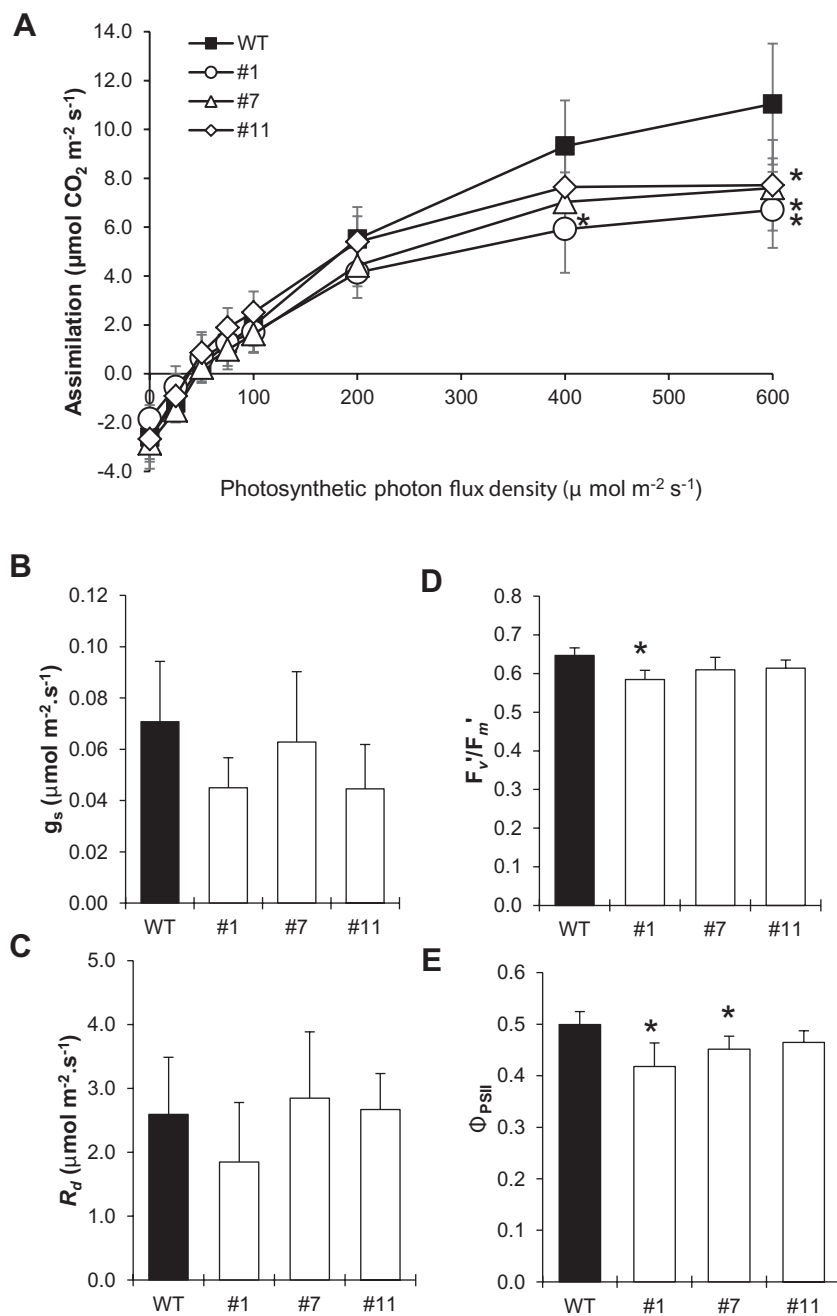 A
WT
#1
#7
#11
14.0
12.0
10.0
8.0
6.0
4.0
2.0
0.0
-2.0
-4.0
Assimilation (µmol CO2 m-2 s-1)
* * * *
0 100 200 300 400 500 600
Photosynthetic photon flux density (µ mol m-2 s-1)
B
0.12
0.10
0.08
0.06
0.04
0.02
0.00
gs (µmol m-2.s-1)
WT #1 #7 #11
C
5.0
4.0
3.0
2.0
1.0
0.0
Rd (µmol m-2.s-1)
WT #1 #7 #11
D
0.8
0.7
0.6
0.5
0.4
0.3
0.2
0.1
0.0
Fv'/Fm'
*
WT #1 #7 #11
E
0.6
0.5
0.4
0.3
0.2
0.1
0.0
ΦPSII
* *
WT #1 #7 #11